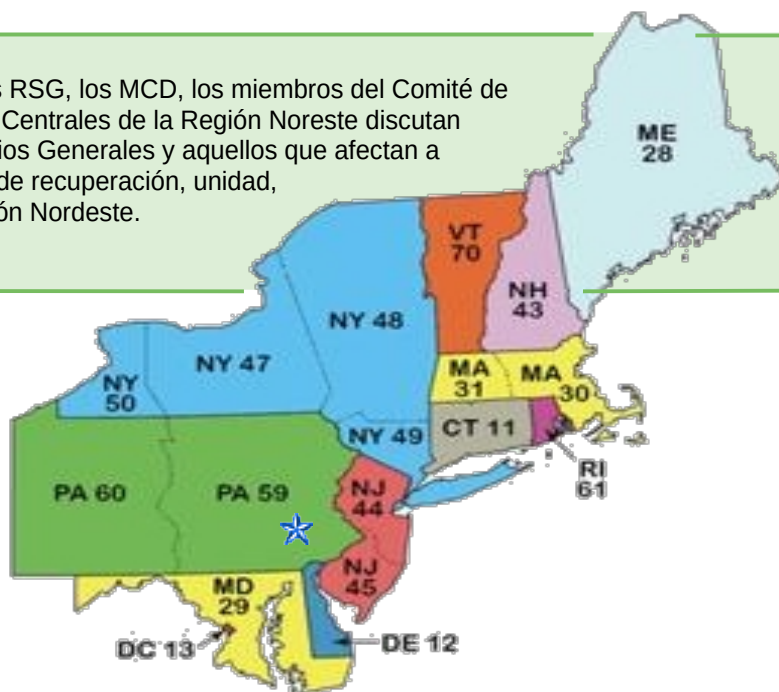 s RSG, los MCD, los miembros del Comité de
Centrales de la Región Noreste discutan
ios Generales y aquellos que afectan a
de recuperación, unidad,
ón Nordeste.
ME
28
VT
70
NH
43
NY 48
NY 47
NY
50
MA
31
MA
30
NY 49
CT 11
RI
61
PA 60
PA 59
NJ
44
NJ
45
MD
29
DC 13
DE 12